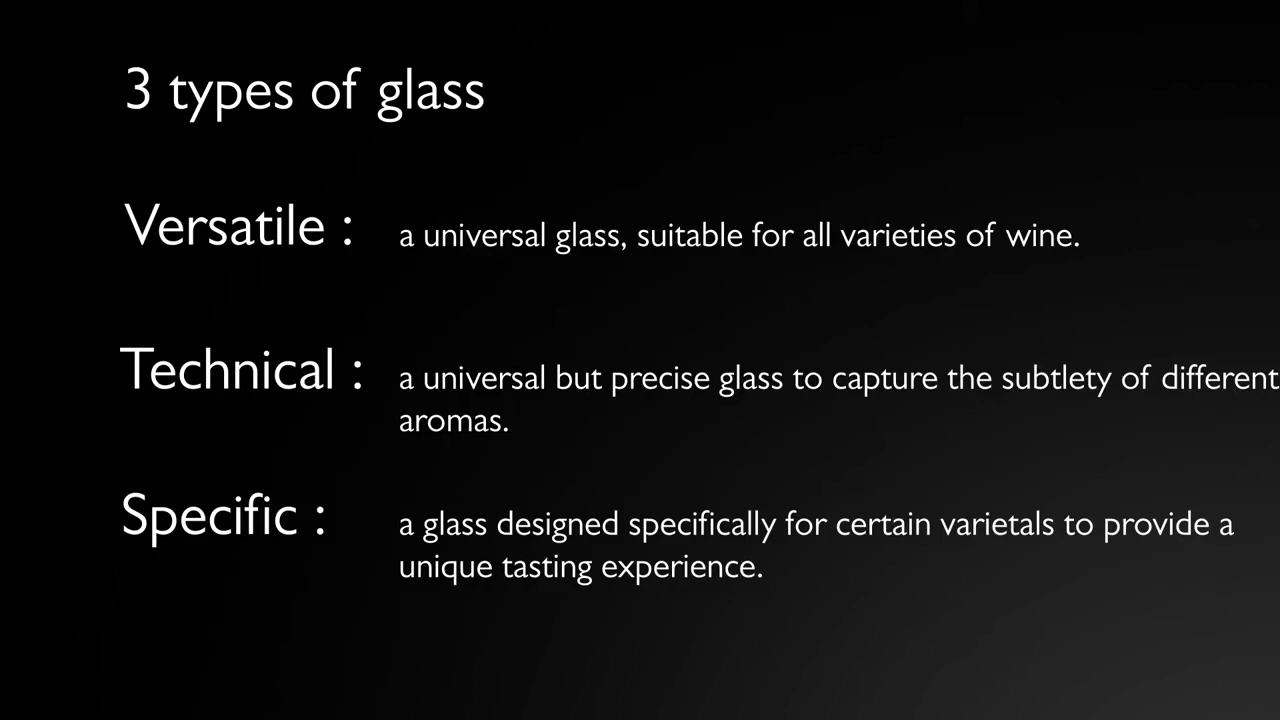 3 types of glass
Versatile : a universal glass, suitable for all varieties of wine.
Technical : a universal but precise glass to capture the subtlety of different
aromas.
Specific : a glass designed specifically for certain varietals to provide a
unique tasting experience.